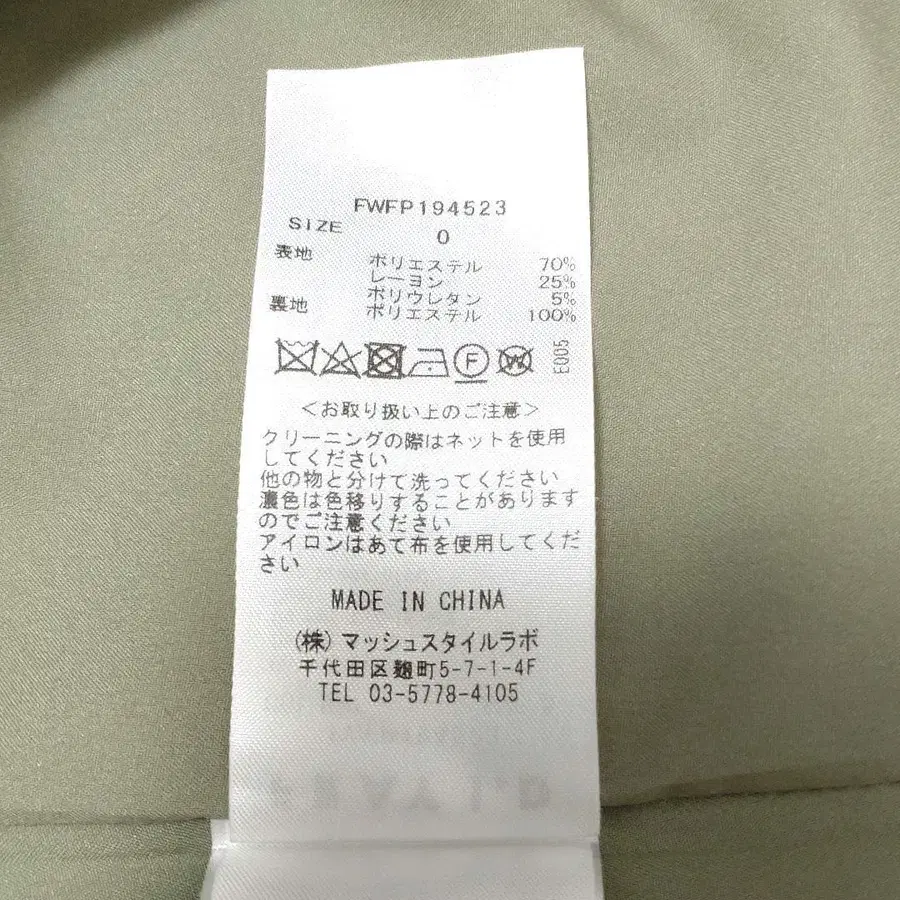 FWFP194523
SIZE 0
表地 ポリエステル 70%
レーヨン 25%
ポリウレタン 5%
裏地 ポリエステル 100%
F W E005
＜お取り扱い上のご注意＞
クリーニングの際はネットを使用
してください
他の物と分けて洗ってください
濃色は色移りすることがあります
のでご注意ください
アイロンはあて布を使用してくだ
さい
MADE IN CHINA
(株) マッシュスタイルラボ
千代田区麹町5-7-1-4F
TEL 03-5778-4105